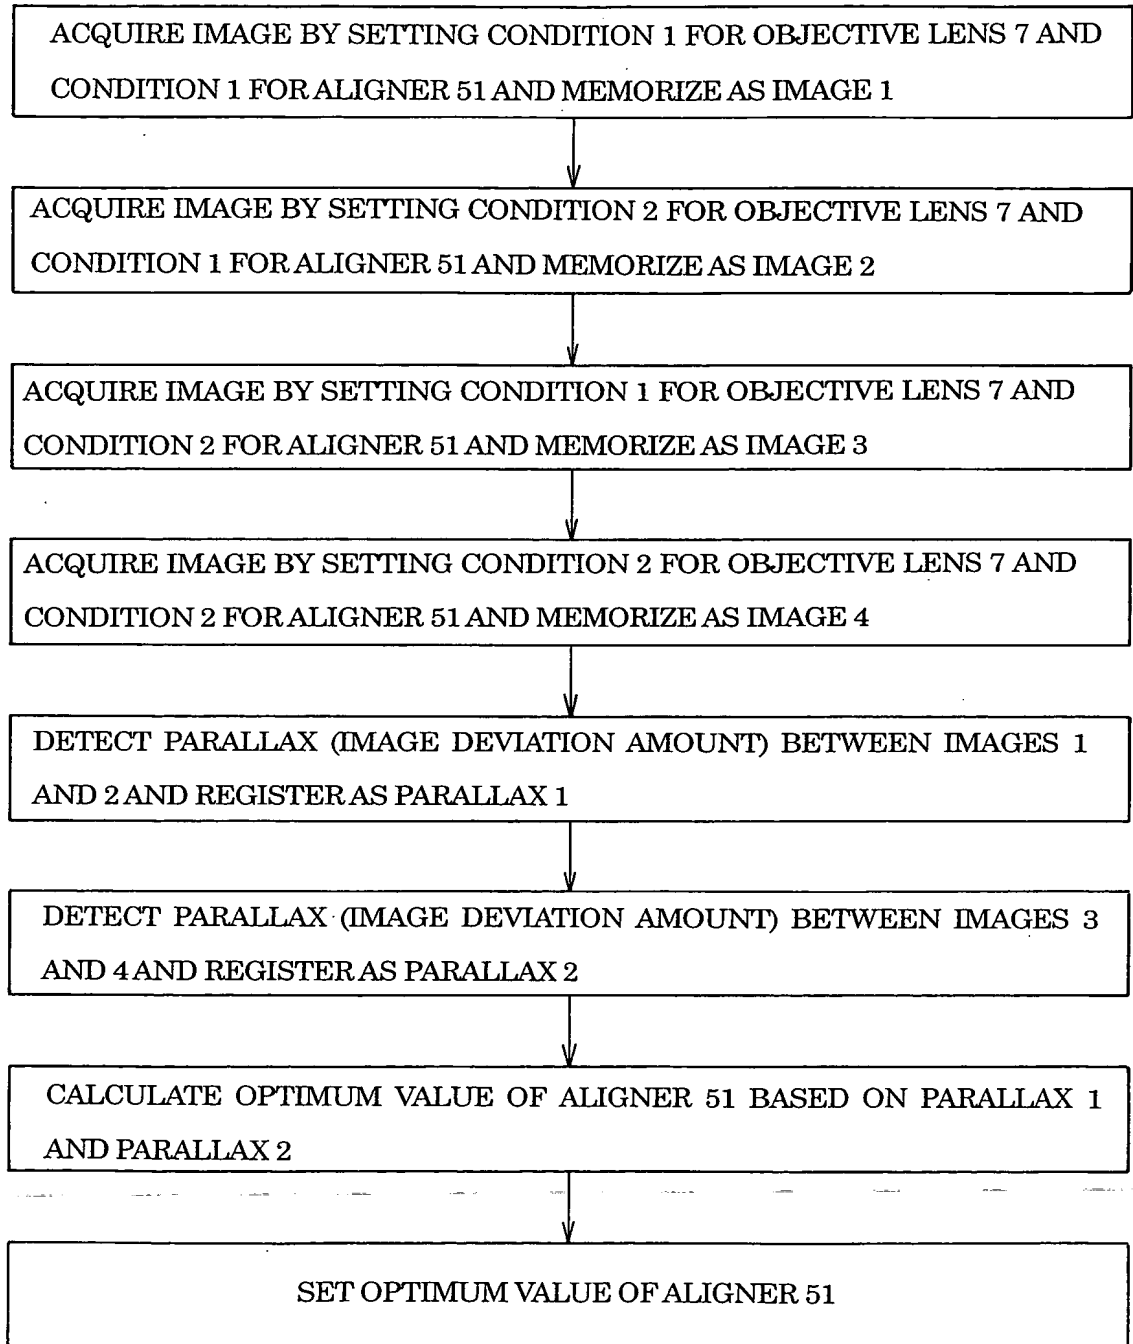 ACQUIRE IMAGE BY SETTING CONDITION 1 FOR OBJECTIVE LENS 7 AND
CONDITION 1 FOR ALIGNER 51 AND MEMORIZE AS IMAGE 1
ACQUIRE IMAGE BY SETTING CONDITION 2 FOR OBJECTIVE LENS 7 AND
CONDITION 1 FOR ALIGNER 51 AND MEMORIZE AS IMAGE 2
ACQUIRE IMAGE BY SETTING CONDITION 1 FOR OBJECTIVE LENS 7 AND
CONDITION 2 FOR ALIGNER 51 AND MEMORIZE AS IMAGE 3
ACQUIRE IMAGE BY SETTING CONDITION 2 FOR OBJECTIVE LENS 7 AND
CONDITION 2 FOR ALIGNER 51 AND MEMORIZE AS IMAGE 4
DETECT PARALLAX (IMAGE DEVIATION AMOUNT) BETWEEN IMAGES 1
AND 2 AND REGISTER AS PARALLAX 1
DETECT PARALLAX (IMAGE DEVIATION AMOUNT) BETWEEN IMAGES 3
AND 4 AND REGISTER AS PARALLAX 2
CALCULATE OPTIMUM VALUE OF ALIGNER 51 BASED ON PARALLAX 1
AND PARALLAX 2
SET OPTIMUM VALUE OF ALIGNER 51